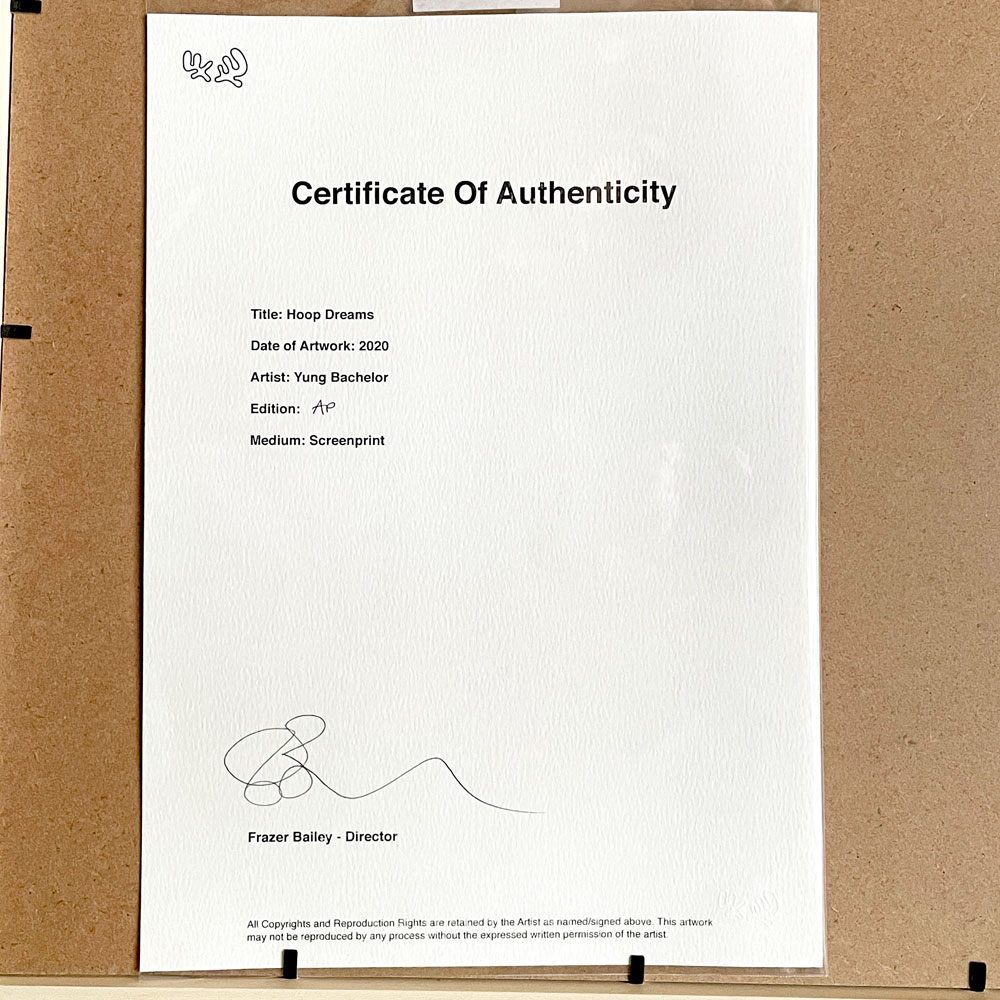 Certificate Of Authenticity
Title: Hoop Dreams
Date of Artwork: 2020
Artist: Yung Bachelor
Edition: AP
Medium: Screenprint
Frazer Bailey - Director
All Copyrights and Reproduction Rights are retained by the Artist as named/signed above. This artwork
may not be reproduced by any process without the expressed written permission of the artist.